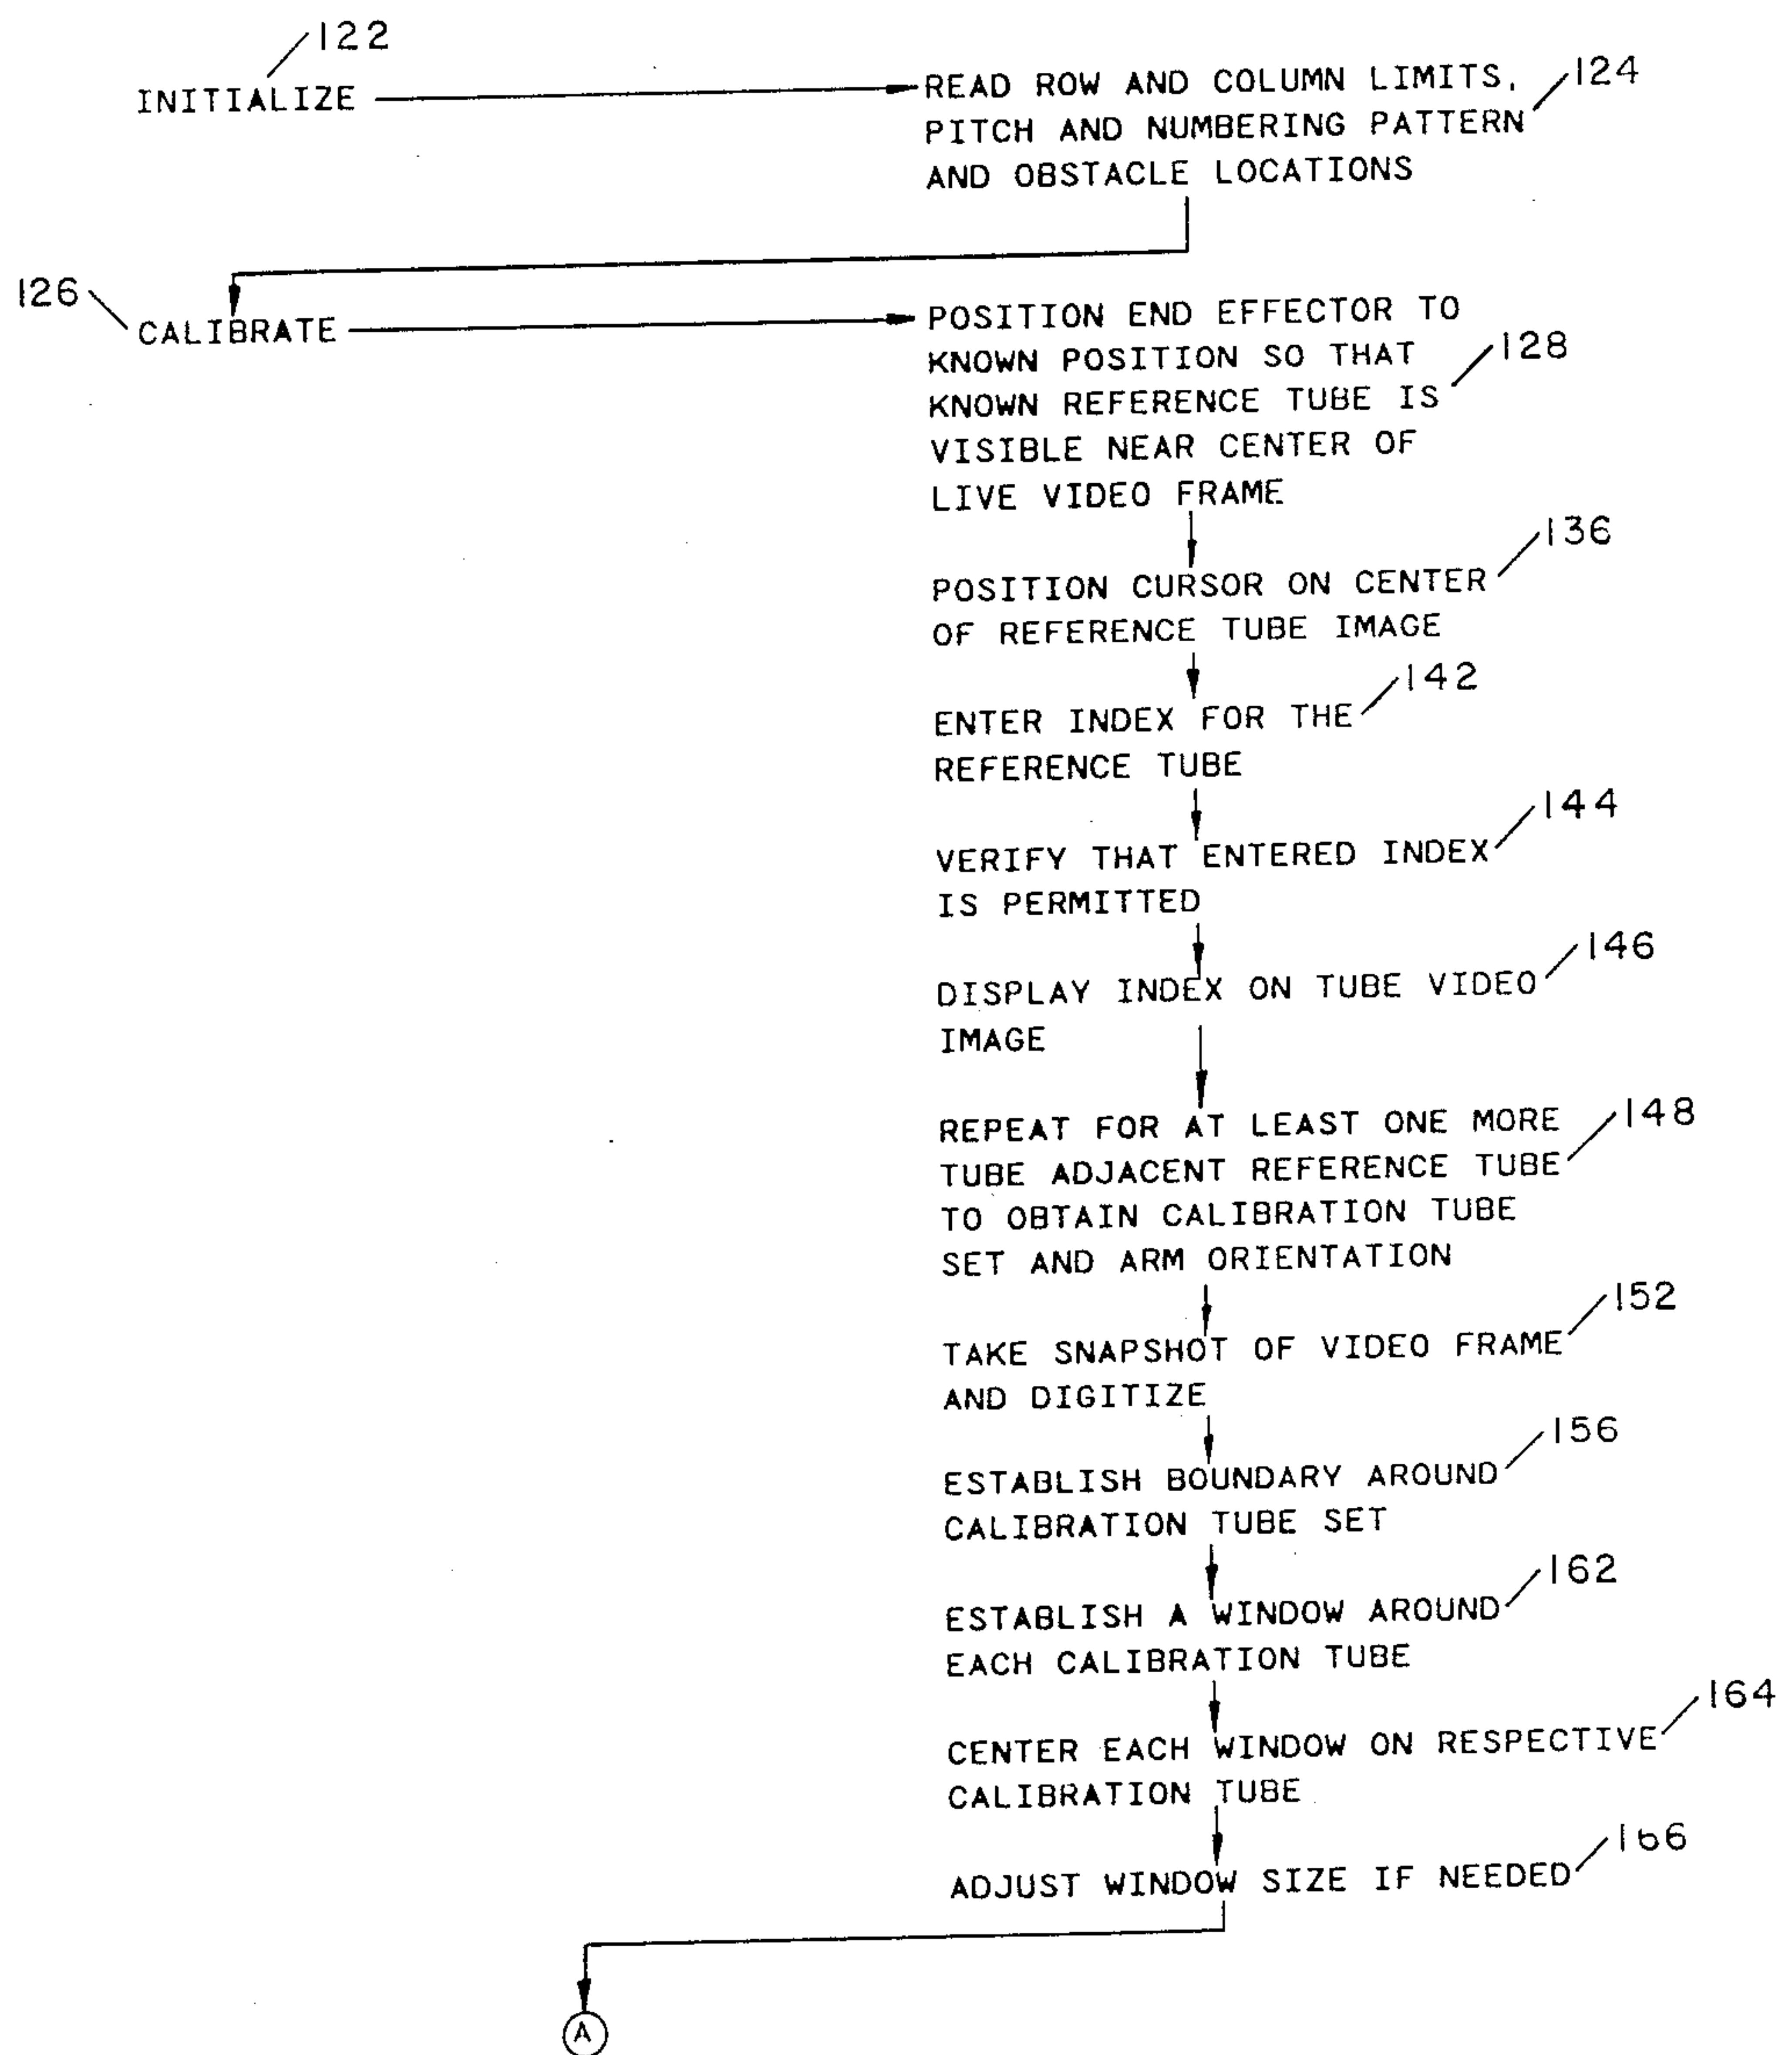 122
INITIALIZE
READ ROW AND COLUMN LIMITS,
PITCH AND NUMBERING PATTERN
AND OBSTACLE LOCATIONS
124
126
CALIBRATE
POSITION END EFFECTOR TO
KNOWN POSITION SO THAT
KNOWN REFERENCE TUBE IS
VISIBLE NEAR CENTER OF
LIVE VIDEO FRAME
128
136
POSITION CURSOR ON CENTER
OF REFERENCE TUBE IMAGE
142
ENTER INDEX FOR THE
REFERENCE TUBE
144
VERIFY THAT ENTERED INDEX
IS PERMITTED
146
DISPLAY INDEX ON TUBE VIDEO
IMAGE
148
REPEAT FOR AT LEAST ONE MORE
TUBE ADJACENT REFERENCE TUBE
TO OBTAIN CALIBRATION TUBE
SET AND ARM ORIENTATION
152
TAKE SNAPSHOT OF VIDEO FRAME
AND DIGITIZE
156
ESTABLISH BOUNDARY AROUND
CALIBRATION TUBE SET
162
ESTABLISH A WINDOW AROUND
EACH CALIBRATION TUBE
164
CENTER EACH WINDOW ON RESPECTIVE
CALIBRATION TUBE
166
ADJUST WINDOW SIZE IF NEEDED
A